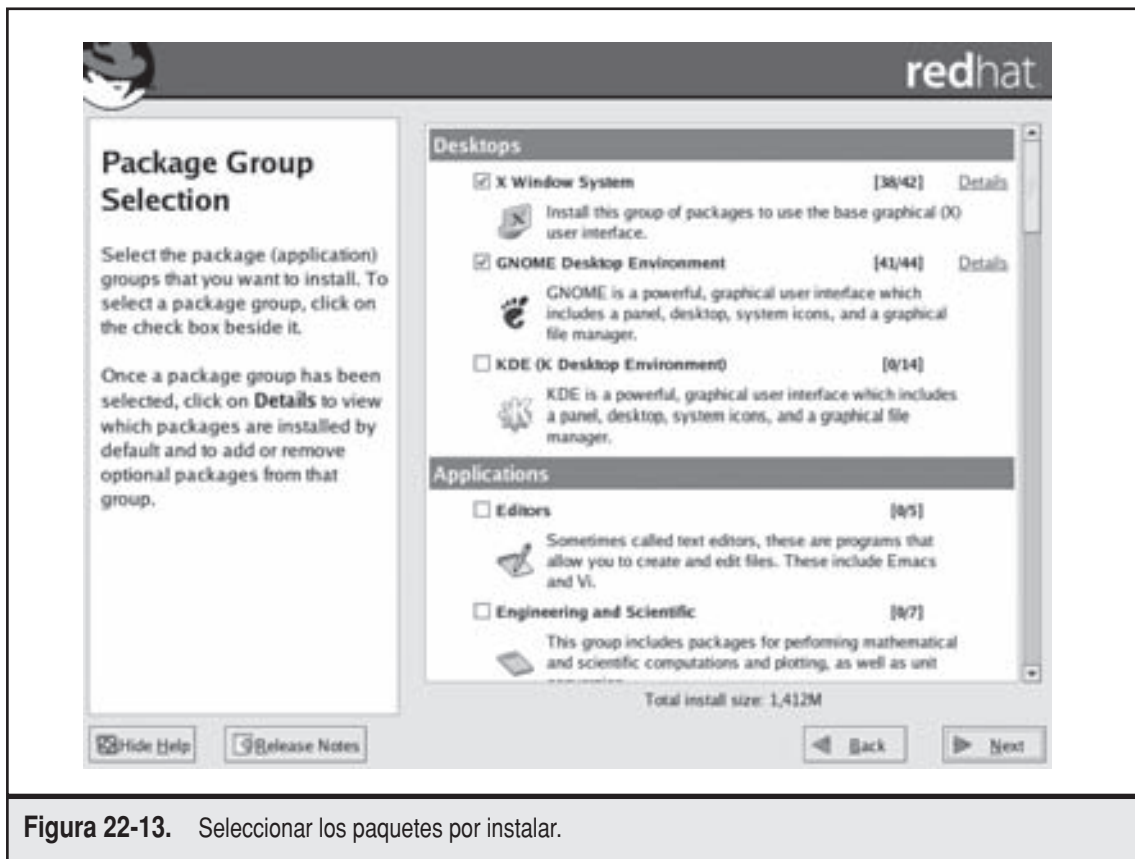 redhat
Package Group
Selection
Select the package (application)
groups that you want to install. To
select a package group, click on
the check box beside it.
Once a package group has been
selected, click on Details to view
which packages are installed by
default and to add or remove
optional packages from that
group.
Desktops
X Window System [38/42] Details
Install this group of packages to use the base graphical (X)
user interface.
GNOME Desktop Environment [41/44] Details
GNOME is a powerful, graphical user interface which
includes a panel, desktop, system icons, and a graphical
file manager.
KDE (K Desktop Environment) [0/14]
KDE is a powerful, graphical user interface which includes
a panel, desktop, system icons, and a graphical file
manager.
Applications
Editors [0/5]
Sometimes called text editors, these are programs that
allow you to create and edit files. These include Emacs
and Vi.
Engineering and Scientific [0/7]
This group includes packages for performing mathematical
and scientific computations and plotting, as well as unit
Total install size: 1,412M
Hide Help
Release Notes
Back
Next
Figura 22-13. Seleccionar los paquetes por instalar.